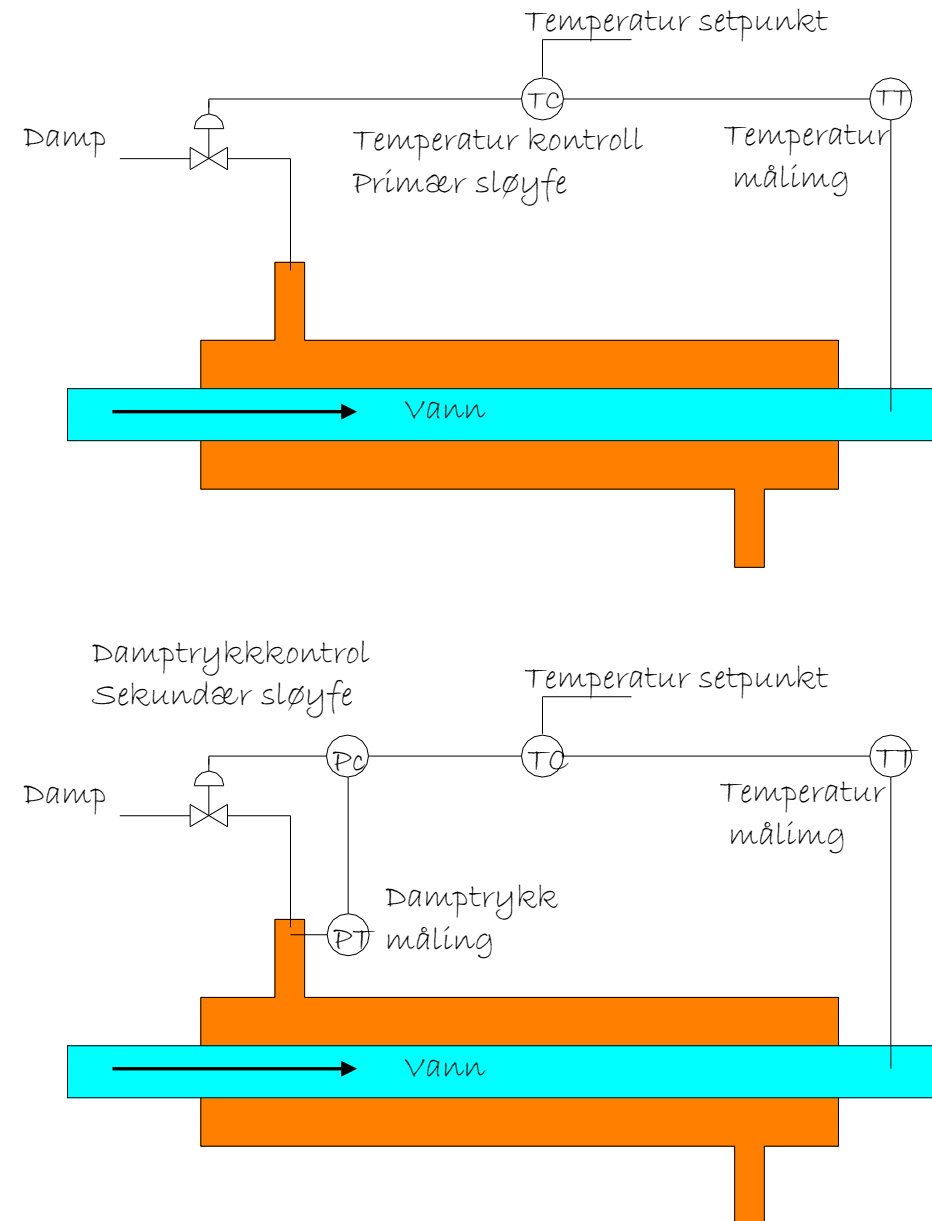 Temperatur setpunkt
TC
TT
Damp
Temperatur kontroll
Primær sløyfe
Temperatur
målimg
Vann
Damptrykkkontrol
Sekundær sløyfe
Temperatur setpunkt
Pc
TC
TT
Damp
Temperatur
målimg
Damptrykk
PT
måling
Vann